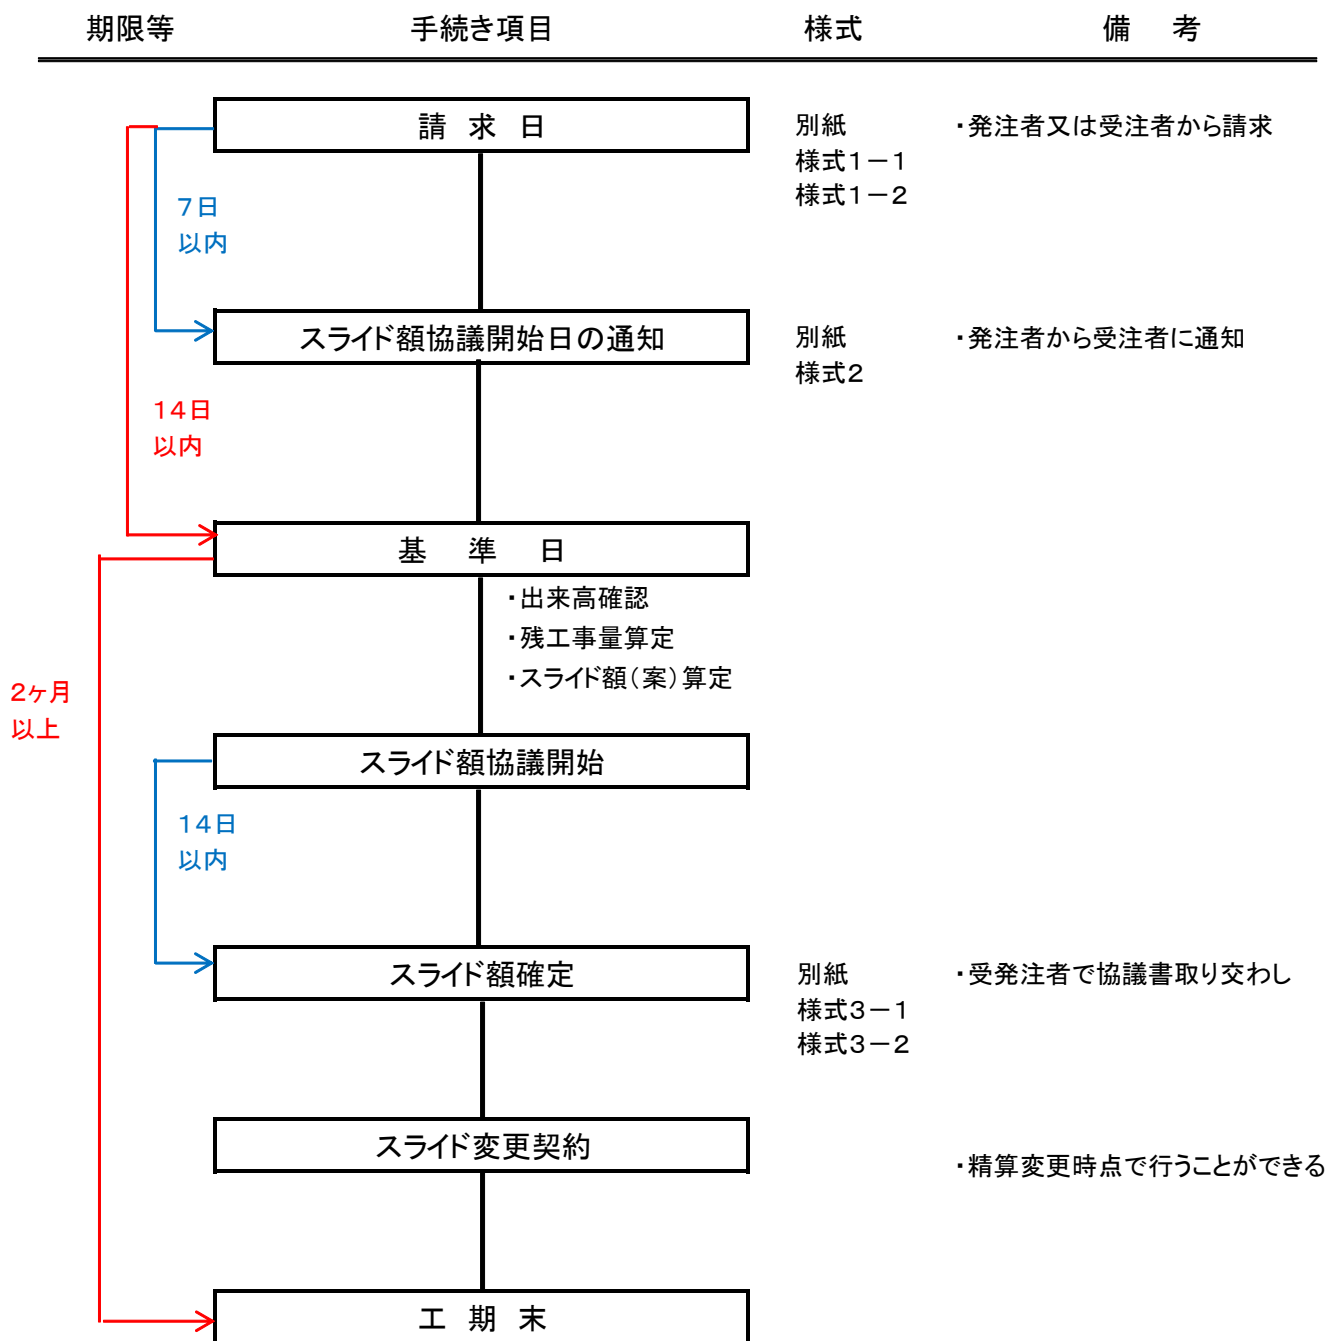 期限等　手続き項目　様式　備　考
請　求　日
別紙
様式１－１
様式１－２
・発注者又は受注者から請求
７日
以内
スライド額協議開始日の通知
別紙
様式２
・発注者から受注者に通知
１４日
以内
基　準　日
・出来高確認
・残工事量算定
・スライド額（案）算定
２ヶ月
以上
スライド額協議開始
１４日
以内
スライド額確定
別紙
様式３－１
様式３－２
・受発注者で協議書取り交わし
スライド変更契約
・精算変更時点で行うことができる
工　期　末